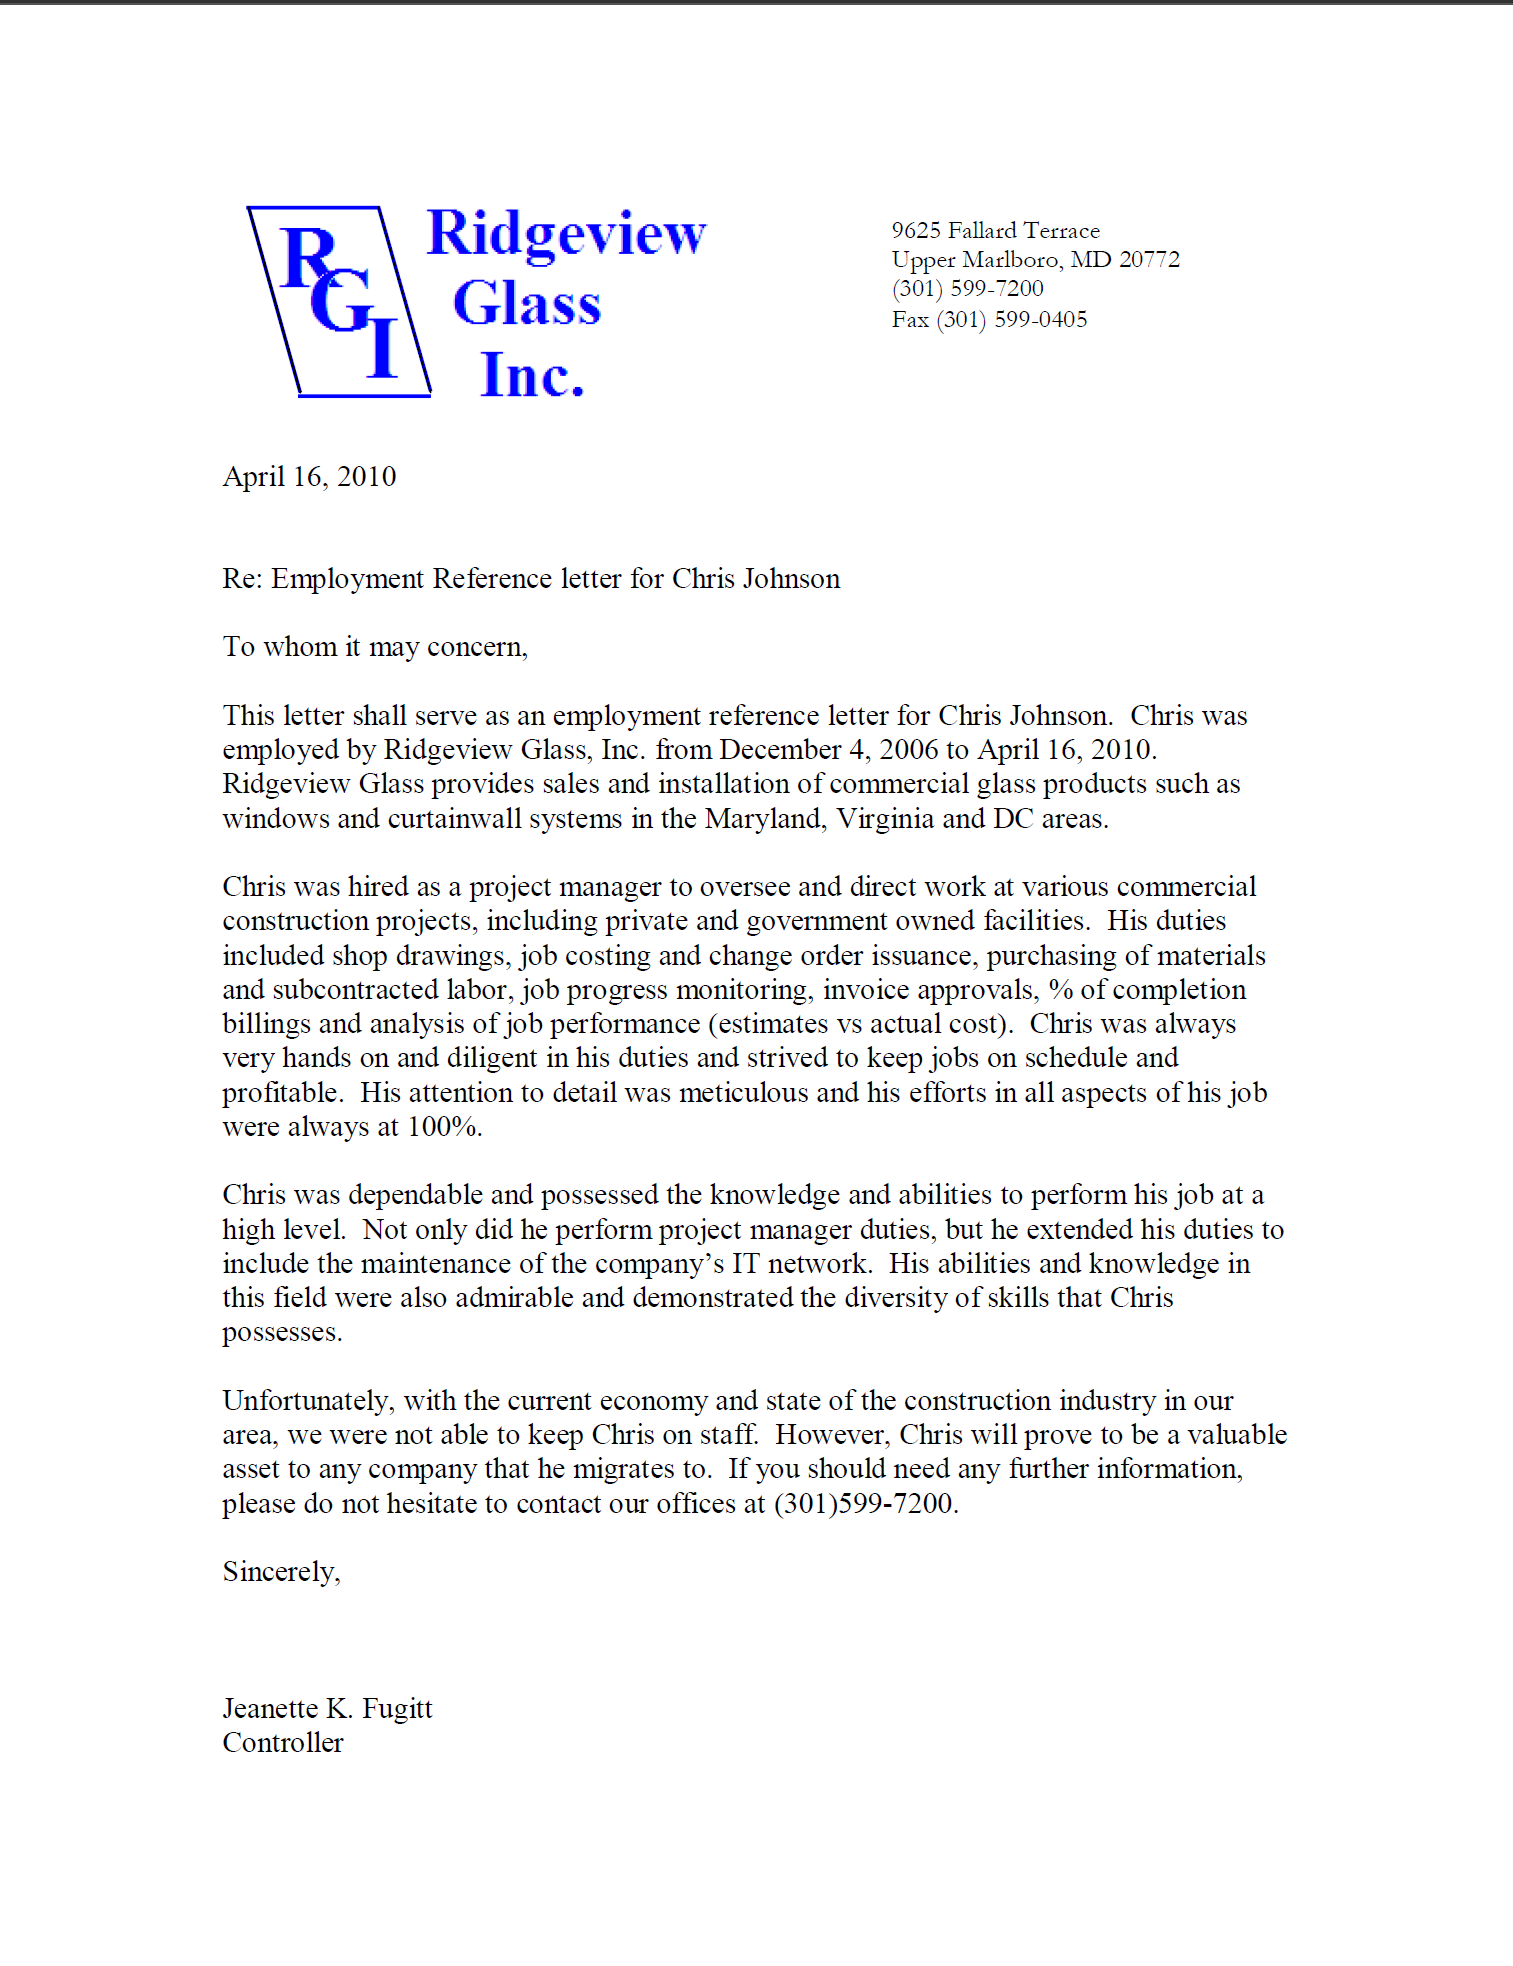 RGI
Ridgeview
Glass
Inc.
9625 Fallard Terrace
Upper Marlboro, MD 20772
(301) 599-7200
Fax (301) 599-0405
April 16, 2010
Re: Employment Reference letter for Chris Johnson
To whom it may concern,
This letter shall serve as an employment reference letter for Chris Johnson.  Chris was
employed by Ridgeview Glass, Inc. from December 4, 2006 to April 16, 2010.
Ridgeview Glass provides sales and installation of commercial glass products such as
windows and curtainwall systems in the Maryland, Virginia and DC areas.
Chris was hired as a project manager to oversee and direct work at various commercial
construction projects, including private and government owned facilities.  His duties
included shop drawings, job costing and change order issuance, purchasing of materials
and subcontracted labor, job progress monitoring, invoice approvals, % of completion
billings and analysis of job performance (estimates vs actual cost).  Chris was always
very hands on and diligent in his duties and strived to keep jobs on schedule and
profitable.  His attention to detail was meticulous and his efforts in all aspects of his job
were always at 100%.
Chris was dependable and possessed the knowledge and abilities to perform his job at a
high level.  Not only did he perform project manager duties, but he extended his duties to
include the maintenance of the company’s IT network.  His abilities and knowledge in
this field were also admirable and demonstrated the diversity of skills that Chris
possesses.
Unfortunately, with the current economy and state of the construction industry in our
area, we were not able to keep Chris on staff.  However, Chris will prove to be a valuable
asset to any company that he migrates to.  If you should need any further information,
please do not hesitate to contact our offices at (301)599-7200.
Sincerely,
Jeanette K. Fugitt
Controller